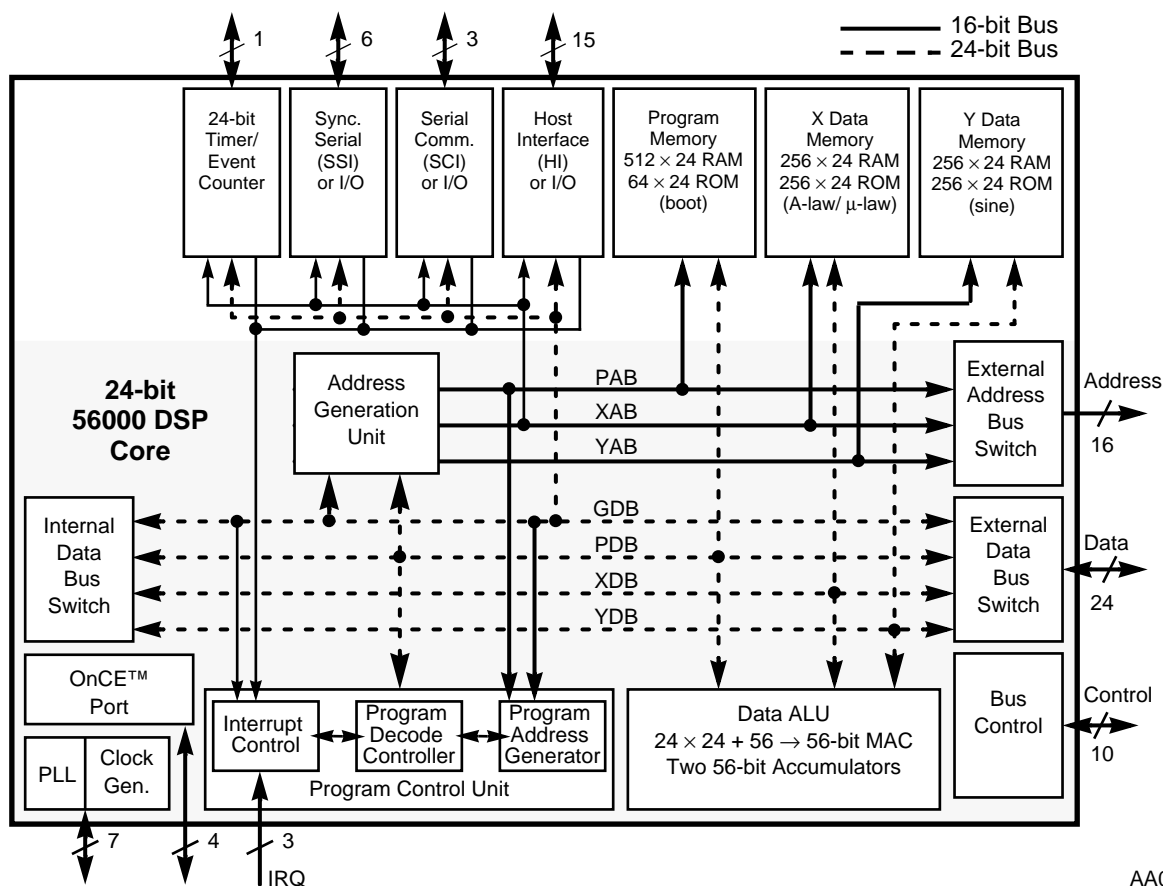 1
6
3
15
16-bit Bus
24-bit Bus
24-bit
Timer/
Event
Counter
Sync.
Serial
(SSI)
or I/O
Serial
Comm.
(SCI)
or I/O
Host
Interface
(HI)
or I/O
Program
Memory
512 × 24 RAM
64 × 24 ROM
(boot)
X Data
Memory
256 × 24 RAM
256 × 24 ROM
(A-law/ μ-law)
Y Data
Memory
256 × 24 RAM
256 × 24 ROM
(sine)
24-bit
56000 DSP
Core
Address
Generation
Unit
PAB
XAB
YAB
External
Address
Bus
Switch
Address
16
Internal
Data
Bus
Switch
GDB
PDB
XDB
YDB
External
Data
Bus
Switch
Data
24
OnCE™
Port
PLL
Clock
Gen.
Interrupt
Control
Program
Decode
Controller
Program
Address
Generator
Program Control Unit
Data ALU
24 × 24 + 56 → 56-bit MAC
Two 56-bit Accumulators
Bus
Control
Control
10
7
4
3
IRQ
AA0